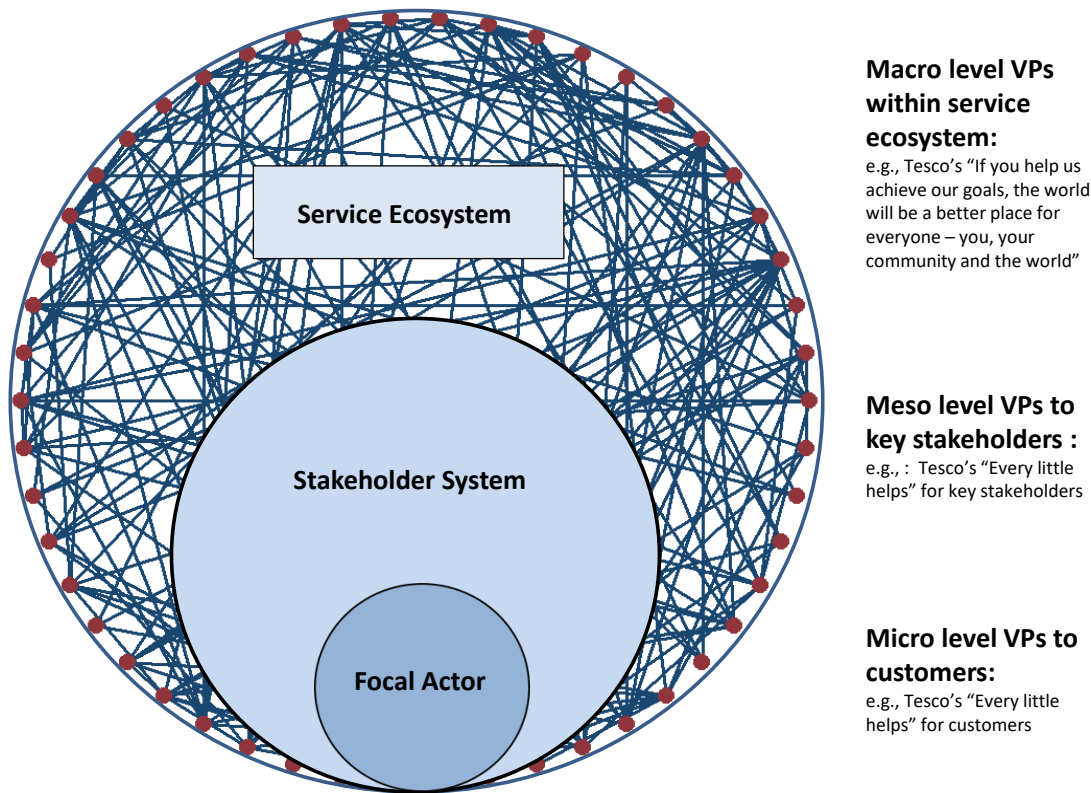 Service Ecosystem
Stakeholder System
Focal Actor
Macro level VPs
within service
ecosystem:
e.g., Tesco’s “If you help us
achieve our goals, the world
will be a better place for
everyone – you, your
community and the world”
Meso level VPs to
key stakeholders :
e.g., : Tesco’s “Every little
helps” for key stakeholders
Micro level VPs to
customers:
e.g., Tesco’s “Every little
helps” for customers